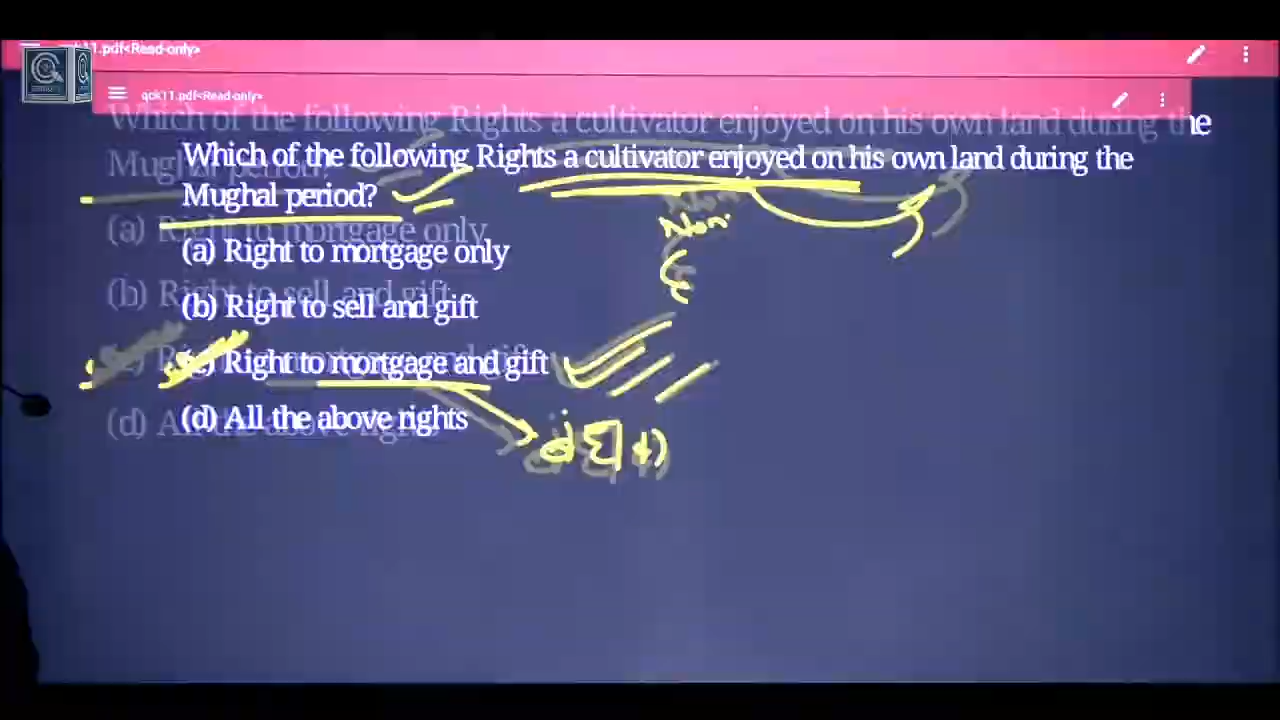 qck11.pdf<Read-only>
Which of the following Rights a cultivator enjoyed on his own land during the
Mughal period?
Non.
(a) Right to mortgage only
(b) Right to sell and gift
(c) Right to mortgage and gift
(d) All the above rights